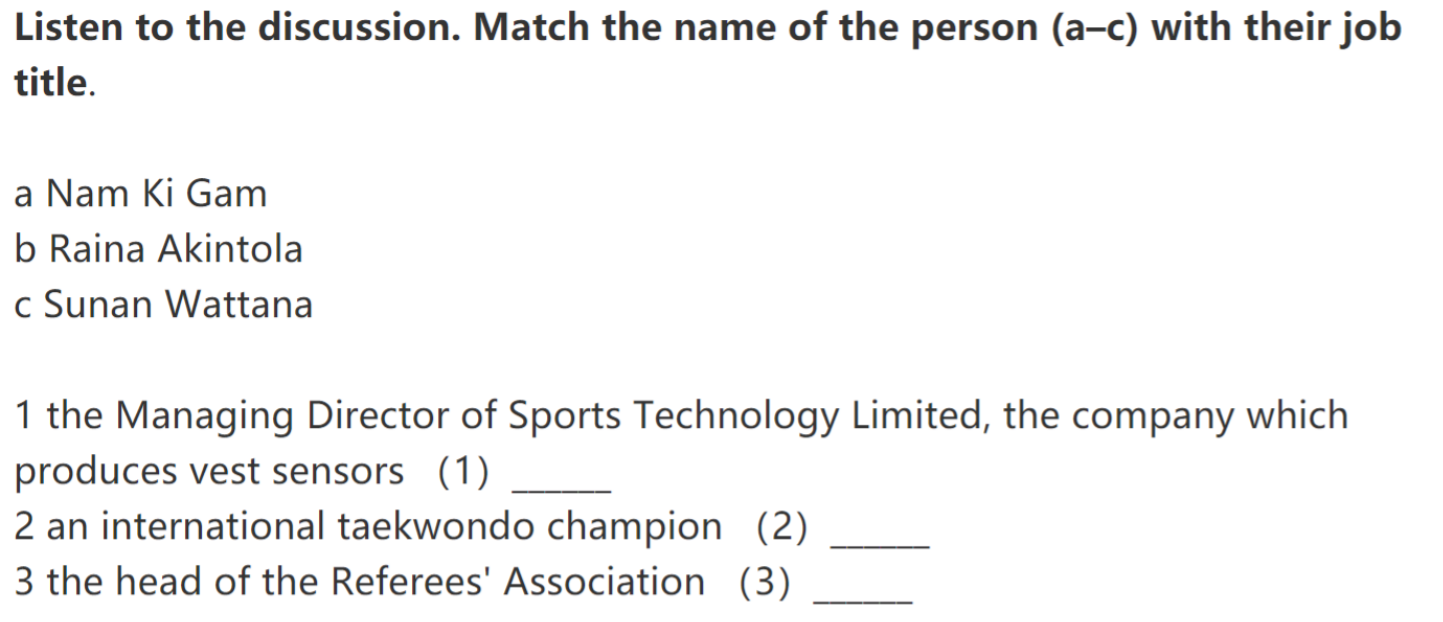 Listen to the discussion. Match the name of the person (a–c) with their job
title.
a Nam Ki Gam
b Raina Akintola
c Sunan Wattana
1 the Managing Director of Sports Technology Limited, the company which
produces vest sensors (1) ______
2 an international taekwondo champion (2) ______
3 the head of the Referees' Association (3) ______